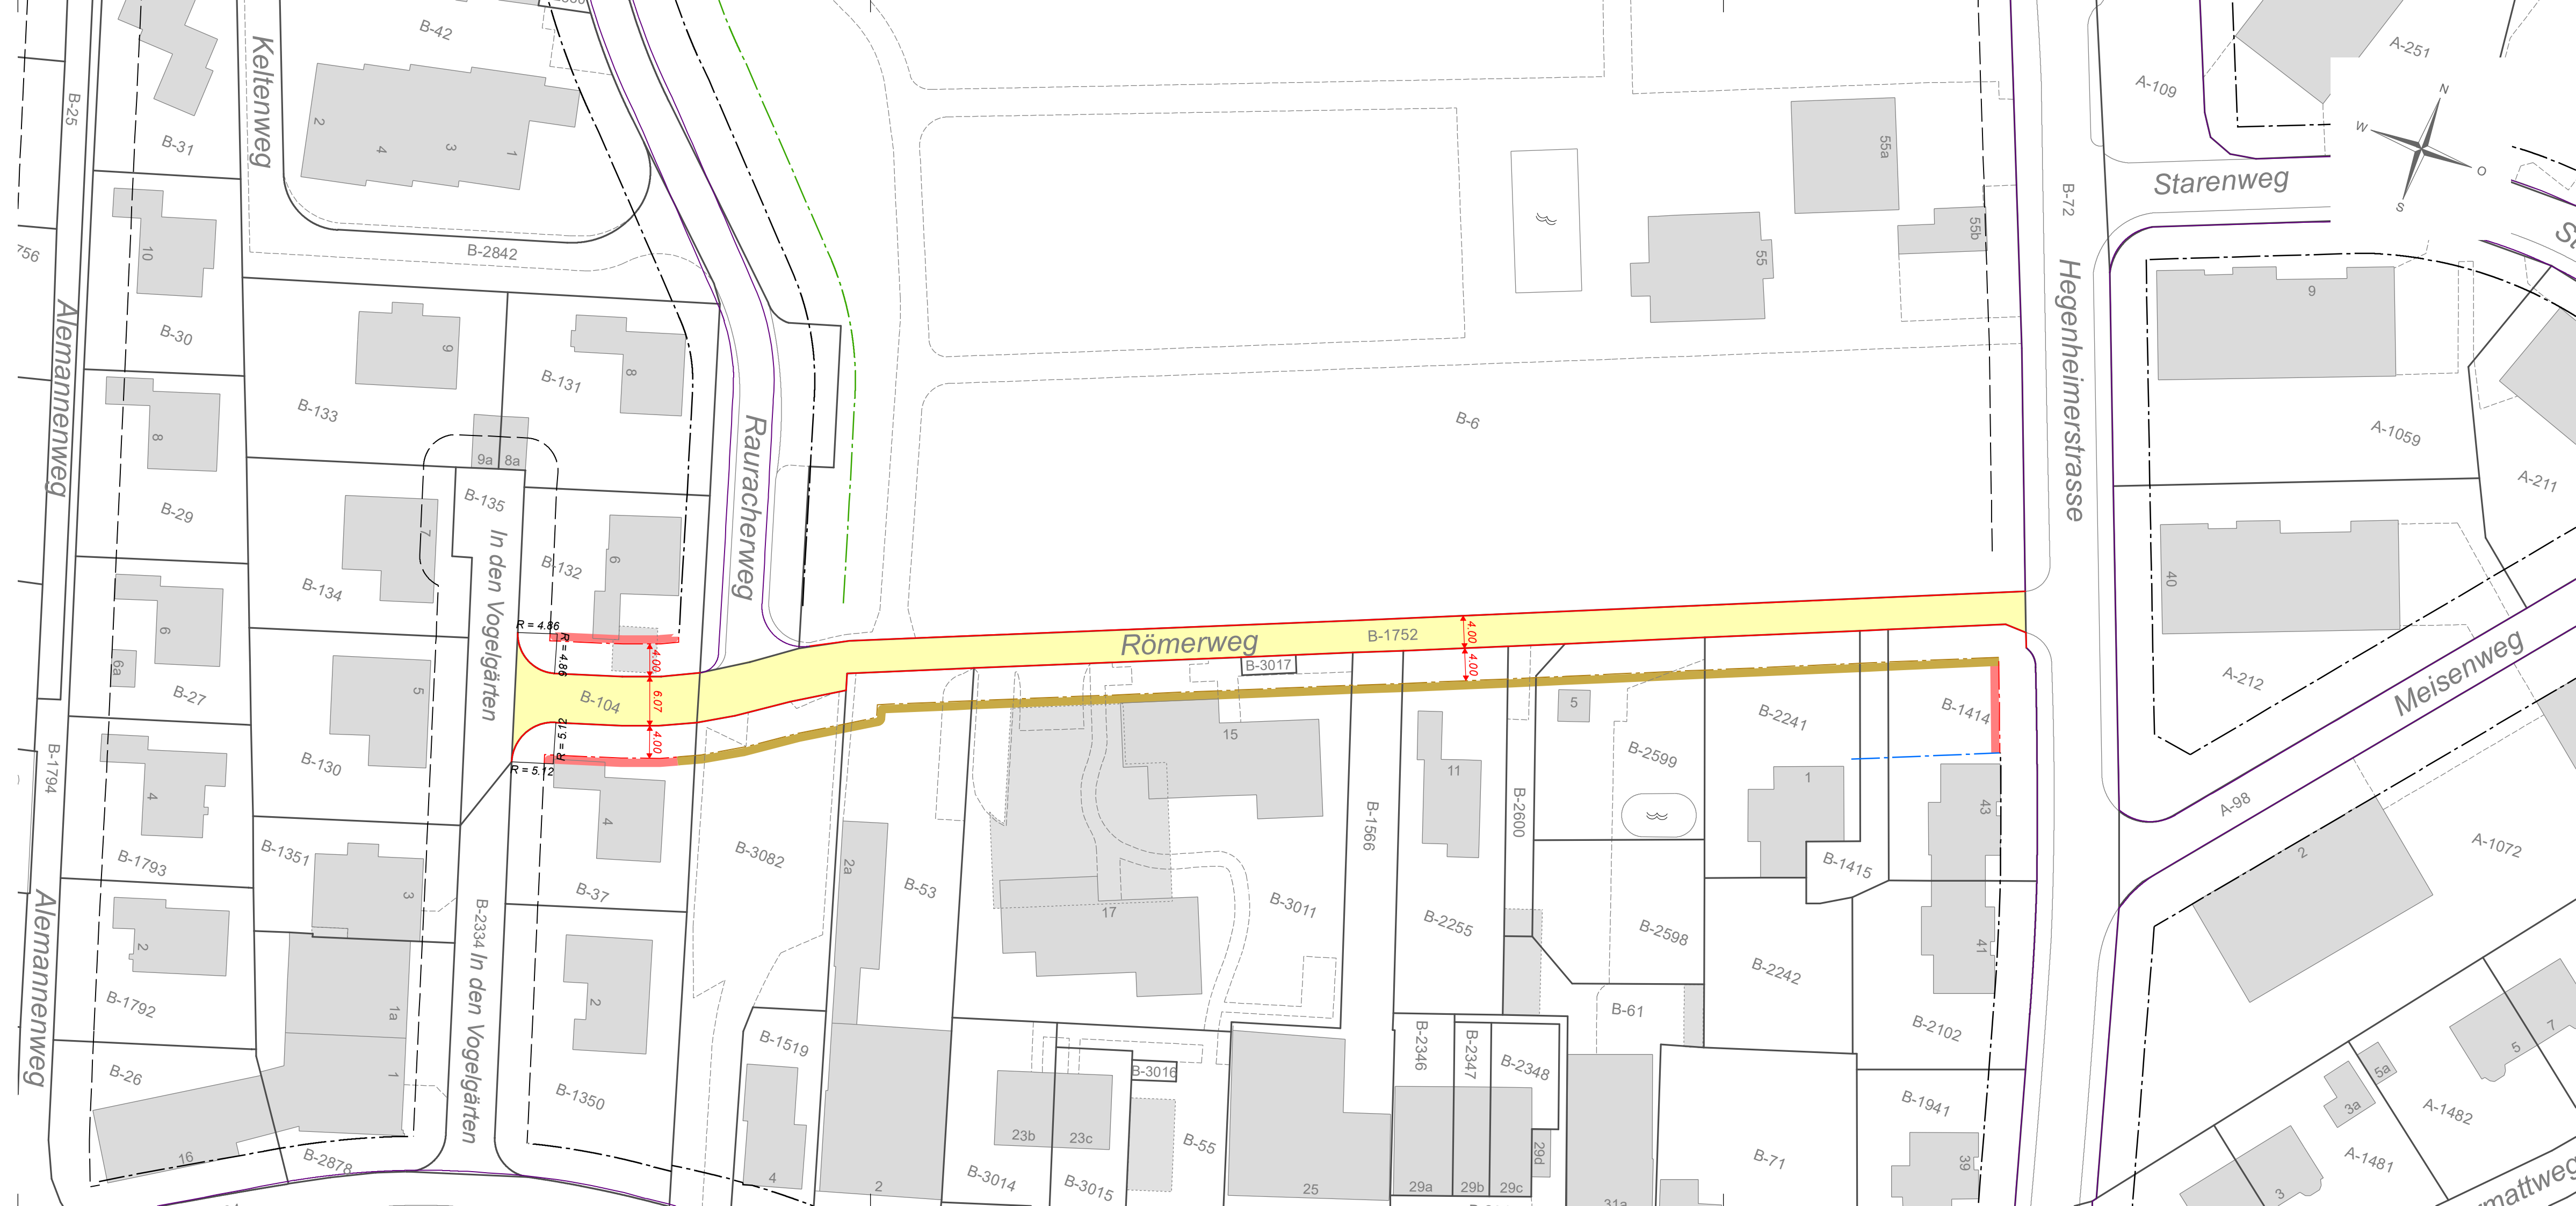 B-42
Keltenweg
2
4
3
1
B-25
B-31
10
B-30
B-2842
Alemannenweg
9
B-133
8
B-131
8
B-29
9a
8a
B-135
7
B-134
In den Vogelgärten
B-132
6
Rauracherweg
6
6a
B-27
R = 4.86
R = 4.86
4.00
B-104
6.07
4.00
R = 5.12
R = 5.12
5
B-130
B-1794
4
B-1793
B-1351
3
4
B-37
Alemannenweg
2
B-1792
B-26
16
1a
1
B-2878
B-2334
In den Vogelgärten
2
B-1350
B-3082
2a
B-53
B-1519
4
2
Römerweg
B-1752
4.00
4.00
B-3017
B-6
55a
55
55b
15
17
B-3011
B-1566
11
B-2255
B-2600
5
B-2599
B-2598
B-2241
1
B-1415
B-1414
43
41
B-2242
B-2102
B-61
B-3016
23b
23c
B-3014
B-3015
B-55
25
B-2346
B-2347
B-2348
29a
29b
29c
29d
31a
B-71
B-1941
39
B-72
Hegenheimerstrasse
A-109
A-251
Starenweg
N
W
O
S
9
A-1059
A-211
40
A-212
Meisenweg
A-98
2
A-1072
5
7
5a
3a
3
A-1482
A-1481